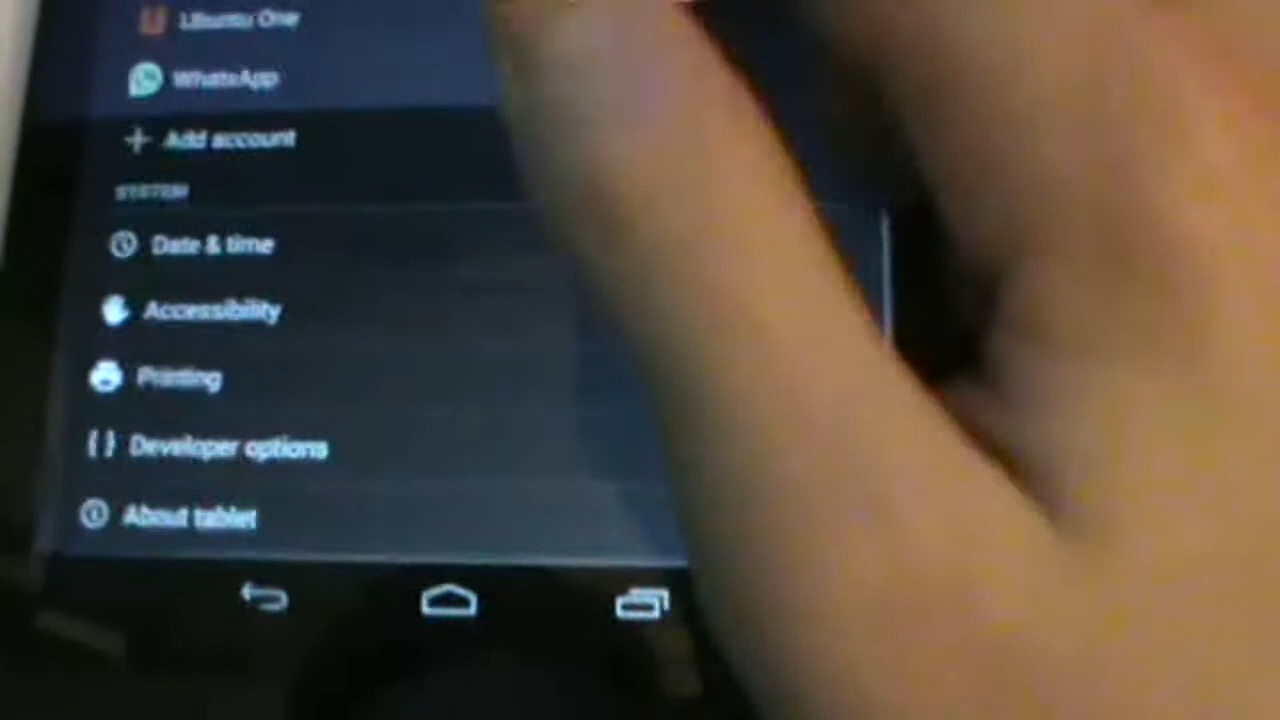 Ubuntu One
WhatsApp
Add account
SYSTEM
Date & time
Accessibility
Printing
{ } Developer options
About tablet